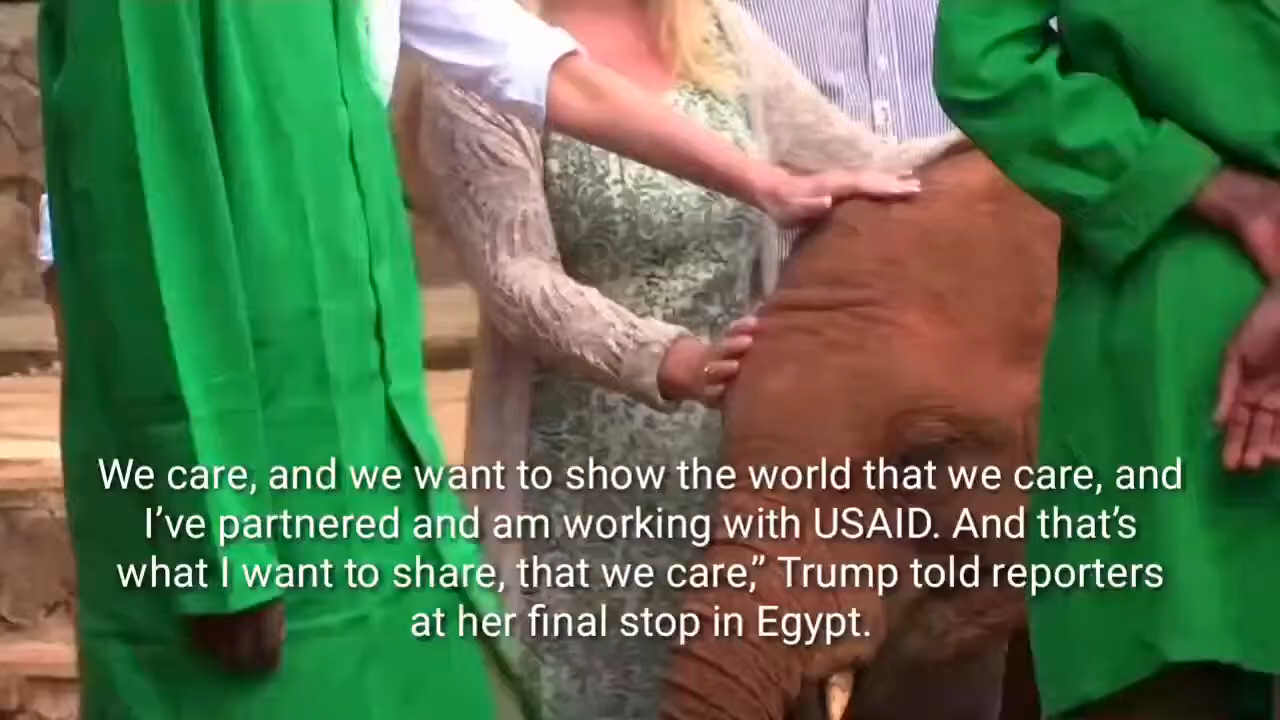 We care, and we want to show the world that we care, and
I’ve partnered and am working with USAID. And that’s
what I want to share, that we care,” Trump told reporters
at her final stop in Egypt.